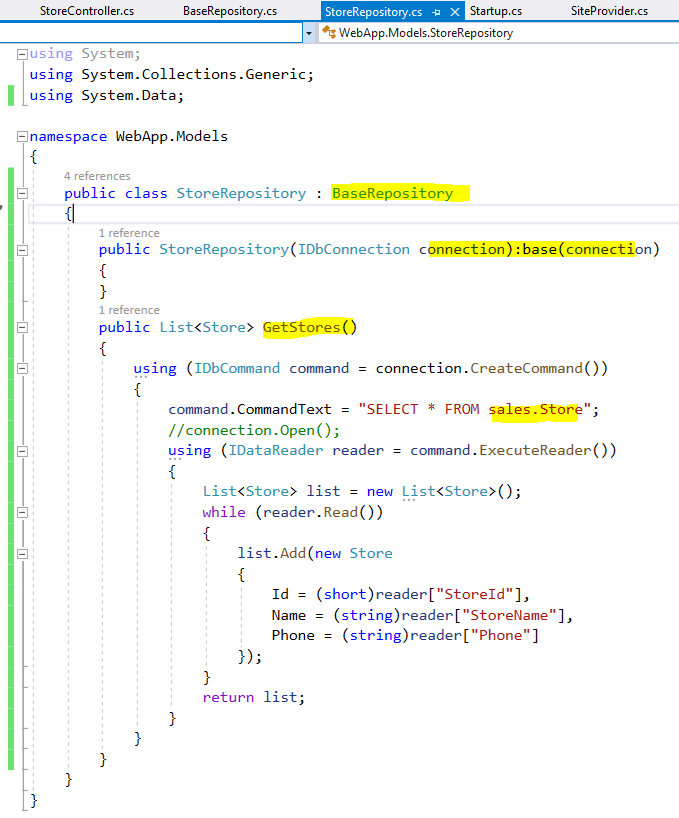 StoreController.cs BaseRepository.cs StoreRepository.cs Startup.cs SiteProvider.cs
WebApp.Models.StoreRepository
using System;
using System.Collections.Generic;
using System.Data;
namespace WebApp.Models
{
4 references
public class StoreRepository : BaseRepository
{
1 reference
public StoreRepository(IDbConnection connection):base(connection)
{
}
1 reference
public List<Store> GetStores()
{
using (IDbCommand command = connection.CreateCommand())
{
command.CommandText = "SELECT * FROM sales.Store";
//connection.Open();
using (IDataReader reader = command.ExecuteReader())
{
List<Store> list = new List<Store>();
while (reader.Read())
{
list.Add(new Store
{
Id = (short)reader["StoreId"],
Name = (string)reader["StoreName"],
Phone = (string)reader["Phone"]
});
}
return list;
}
}
}
}
}